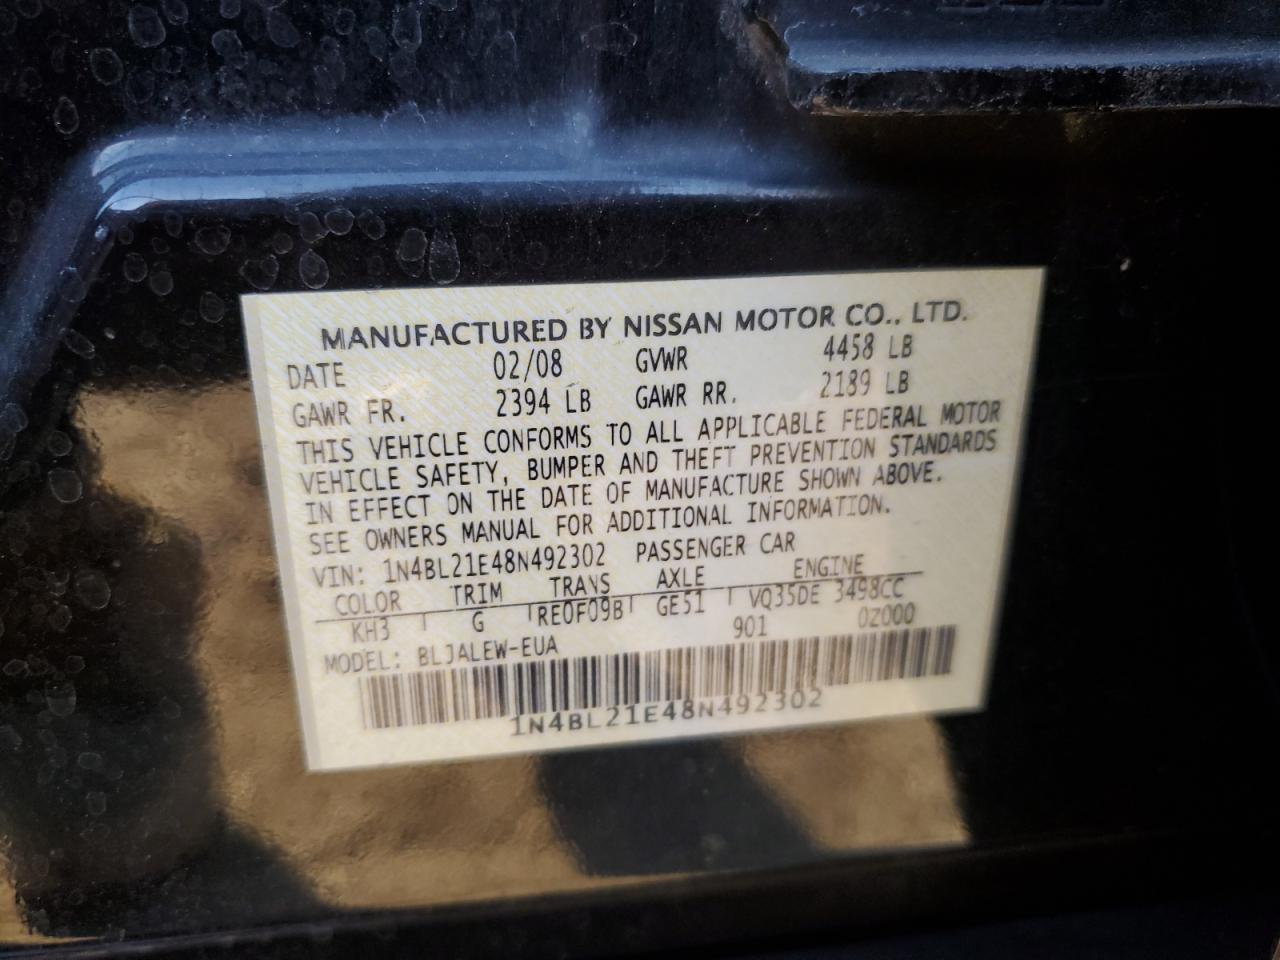 MANUFACTURED BY NISSAN MOTOR CO., LTD.
DATE 02/08 GVWR 4458 LB
GAWR FR. 2394 LB GAWR RR. 2189 LB
THIS VEHICLE CONFORMS TO ALL APPLICABLE FEDERAL MOTOR
VEHICLE SAFETY, BUMPER AND THEFT PREVENTION STANDARDS
IN EFFECT ON THE DATE OF MANUFACTURE SHOWN ABOVE.
SEE OWNERS MANUAL FOR ADDITIONAL INFORMATION.
VIN: 1N4BL21E48N492302 PASSENGER CAR
COLOR TRIM TRANS AXLE ENGINE
KH3 G RE0F09B GE51 VQ35DE 3498CC
901 0Z000
MODEL: BLJALEW-EUA
1N4BL21E48N492302